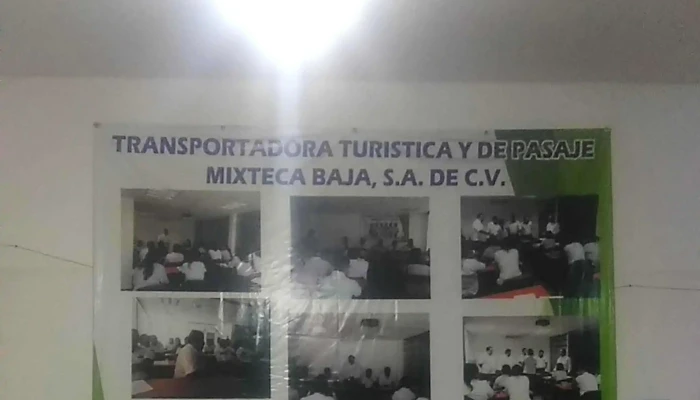 TRANSPORTADORA TURISTICA Y DE PASAJE
MIXTECA BAJA, S.A. DE C.V.